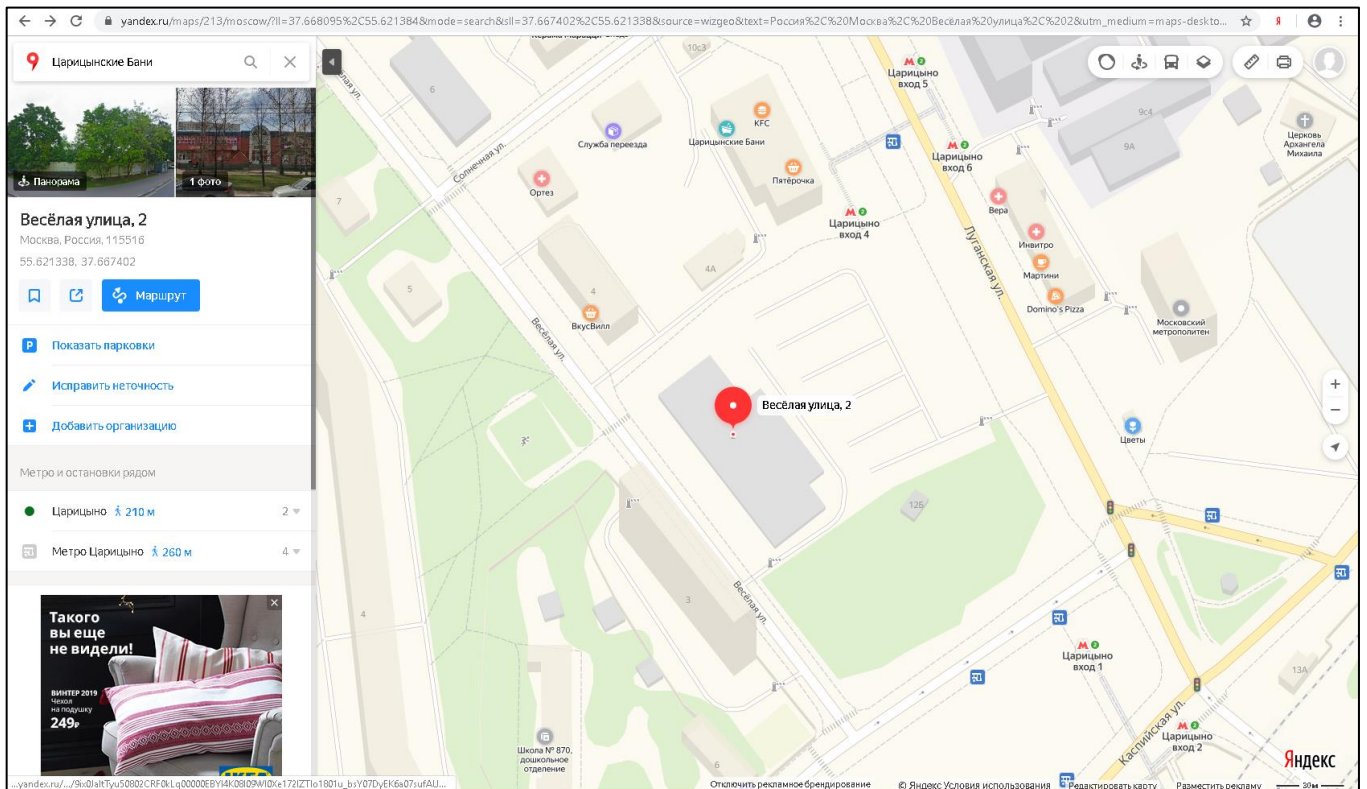 yandex.ru/maps/213/moscow/?ll=37.668095%2C55.621384&mode=search&sll=37.667402%2C55.621338&source=wizgeo&text=Россия%2C%20Москва%2C%20Весёлая%20улица%2C%202&utm_medium=maps-deskto...
Царицынские Бани
Панорама
1 фото
Весёлая улица, 2
Москва, Россия, 115516
55.621338, 37.667402
Маршрут
Показать парковки
Исправить неточность
Добавить организацию
Метро и остановки рядом
Царицыно 210 м 2
Метро Царицыно 260 м 4
Такого
вы еще
не видели!
ВИНТЕР 2019
Чехол
на подушку
249₽
IKEA
Весёлая ул.
6
10с3
Царицыно
вход 5
Служба переезда
KFC
Царицынские Бани
Пятёрочка
Солнечная ул.
Ортез
7
Царицыно
вход 6
9с4
9А
Церковь
Архангела
Михаила
Царицыно
вход 4
Вера
Инвитро
Мартини
Domino's Pizza
Московский
метрополитен
Луганская ул.
4А
5
4
ВкусВилл
Весёлая ул.
Весёлая улица, 2
Цветы
12Б
3
4
Весёлая ул.
Царицыно
вход 1
13А
Каспийская ул.
Царицыно
вход 2
Школа № 870,
дошкольное
отделение
6
Яндекс
Отключить рекламное брендирование
© Яндекс Условия использования
Редактировать карту
Разместить рекламу
30 м